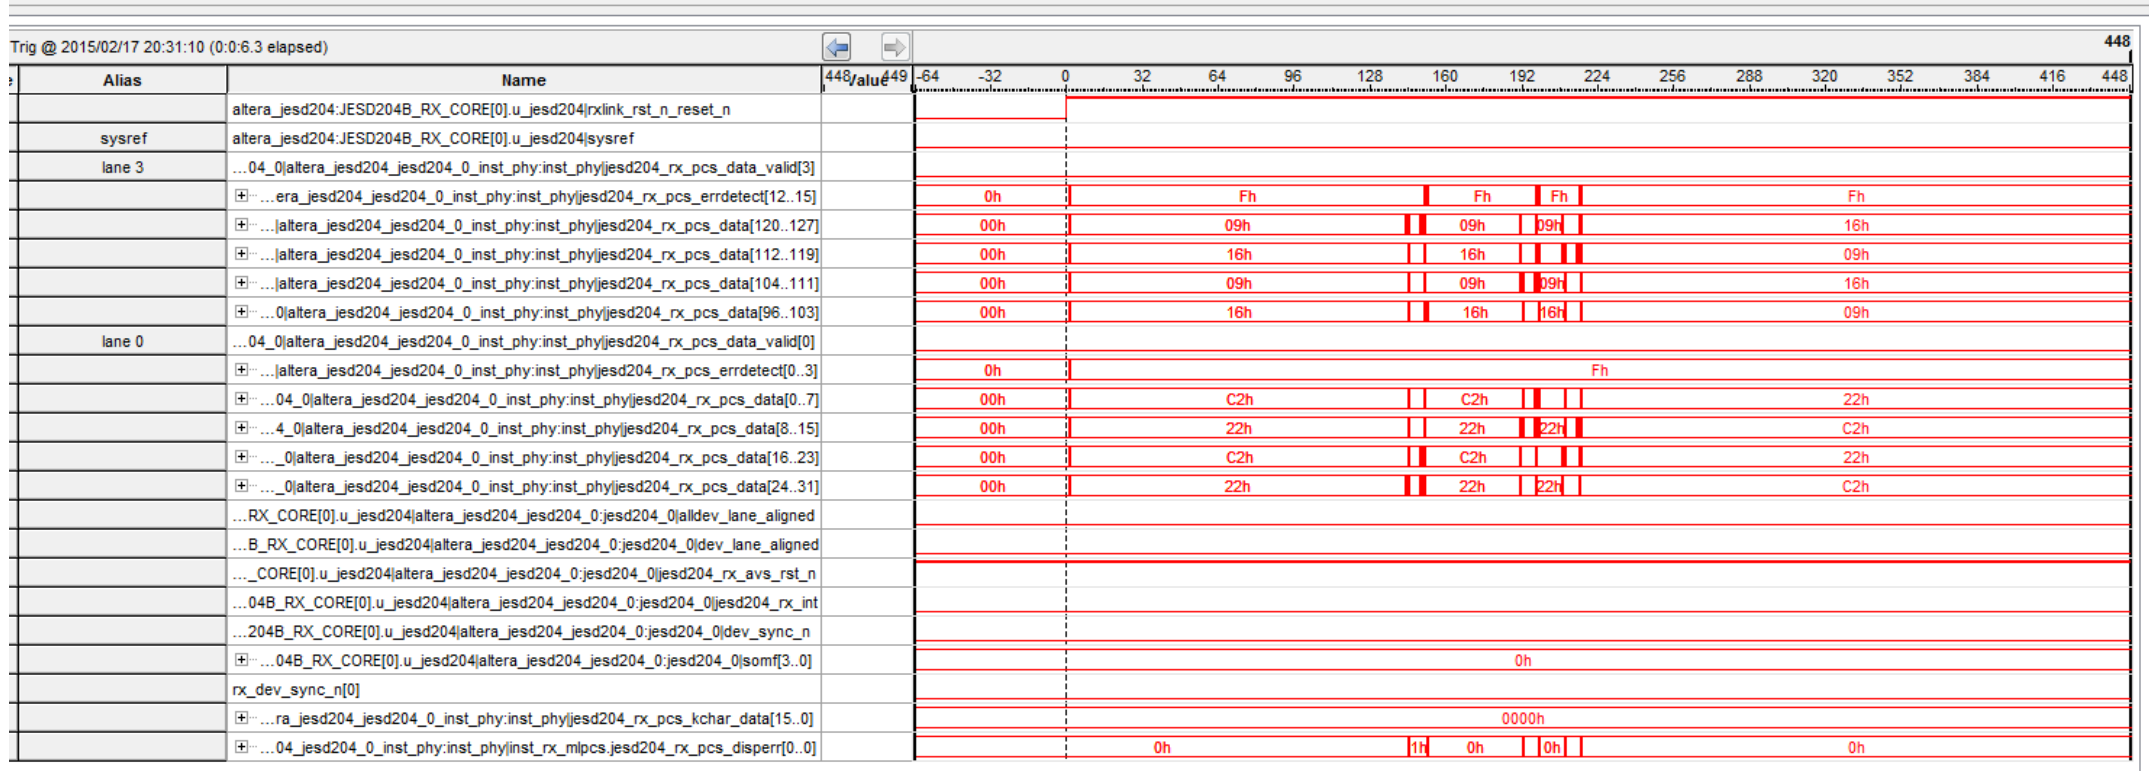 Trig @ 2015/02/17 20:31:10 (0:0:6.3 elapsed) 448
Alias Name 448 Value 449 -64 -32 0 32 64 96 128 160 192 224 256 288 320 352 384 416 448
altera_jesd204:JESD204B_RX_CORE[0].u_jesd204|rxlink_rst_n_reset_n
sysref altera_jesd204:JESD204B_RX_CORE[0].u_jesd204|sysref
lane 3 ...04_0|altera_jesd204_jesd204_0_inst_phy:inst_phy|jesd204_rx_pcs_data_valid[3]
...era_jesd204_jesd204_0_inst_phy:inst_phy|jesd204_rx_pcs_errdetect[12..15] 0h Fh Fh Fh Fh
...|altera_jesd204_jesd204_0_inst_phy:inst_phy|jesd204_rx_pcs_data[120..127] 00h 09h 09h 09h 16h
...|altera_jesd204_jesd204_0_inst_phy:inst_phy|jesd204_rx_pcs_data[112..119] 00h 16h 16h 09h
...|altera_jesd204_jesd204_0_inst_phy:inst_phy|jesd204_rx_pcs_data[104..111] 00h 09h 09h 09h 16h
...0|altera_jesd204_jesd204_0_inst_phy:inst_phy|jesd204_rx_pcs_data[96..103] 00h 16h 16h 16h 09h
lane 0 ...04_0|altera_jesd204_jesd204_0_inst_phy:inst_phy|jesd204_rx_pcs_data_valid[0]
...|altera_jesd204_jesd204_0_inst_phy:inst_phy|jesd204_rx_pcs_errdetect[0..3] 0h Fh
...04_0|altera_jesd204_jesd204_0_inst_phy:inst_phy|jesd204_rx_pcs_data[0..7] 00h C2h C2h 22h
...4_0|altera_jesd204_jesd204_0_inst_phy:inst_phy|jesd204_rx_pcs_data[8..15] 00h 22h 22h 22h C2h
..._0|altera_jesd204_jesd204_0_inst_phy:inst_phy|jesd204_rx_pcs_data[16..23] 00h C2h C2h 22h
..._0|altera_jesd204_jesd204_0_inst_phy:inst_phy|jesd204_rx_pcs_data[24..31] 00h 22h 22h 22h C2h
...RX_CORE[0].u_jesd204|altera_jesd204_jesd204_0:jesd204_0|alldev_lane_aligned
...B_RX_CORE[0].u_jesd204|altera_jesd204_jesd204_0:jesd204_0|dev_lane_aligned
..._CORE[0].u_jesd204|altera_jesd204_jesd204_0:jesd204_0|jesd204_rx_avs_rst_n
...04B_RX_CORE[0].u_jesd204|altera_jesd204_jesd204_0:jesd204_0|jesd204_rx_int
...204B_RX_CORE[0].u_jesd204|altera_jesd204_jesd204_0:jesd204_0|dev_sync_n
...04B_RX_CORE[0].u_jesd204|altera_jesd204_jesd204_0:jesd204_0|somf[3..0] 0h
rx_dev_sync_n[0]
...ra_jesd204_jesd204_0_inst_phy:inst_phy|jesd204_rx_pcs_kchar_data[15..0] 0000h
...04_jesd204_0_inst_phy:inst_phy|inst_rx_mlpcs.jesd204_rx_pcs_disperr[0..0] 0h 1h 0h 0h 0h